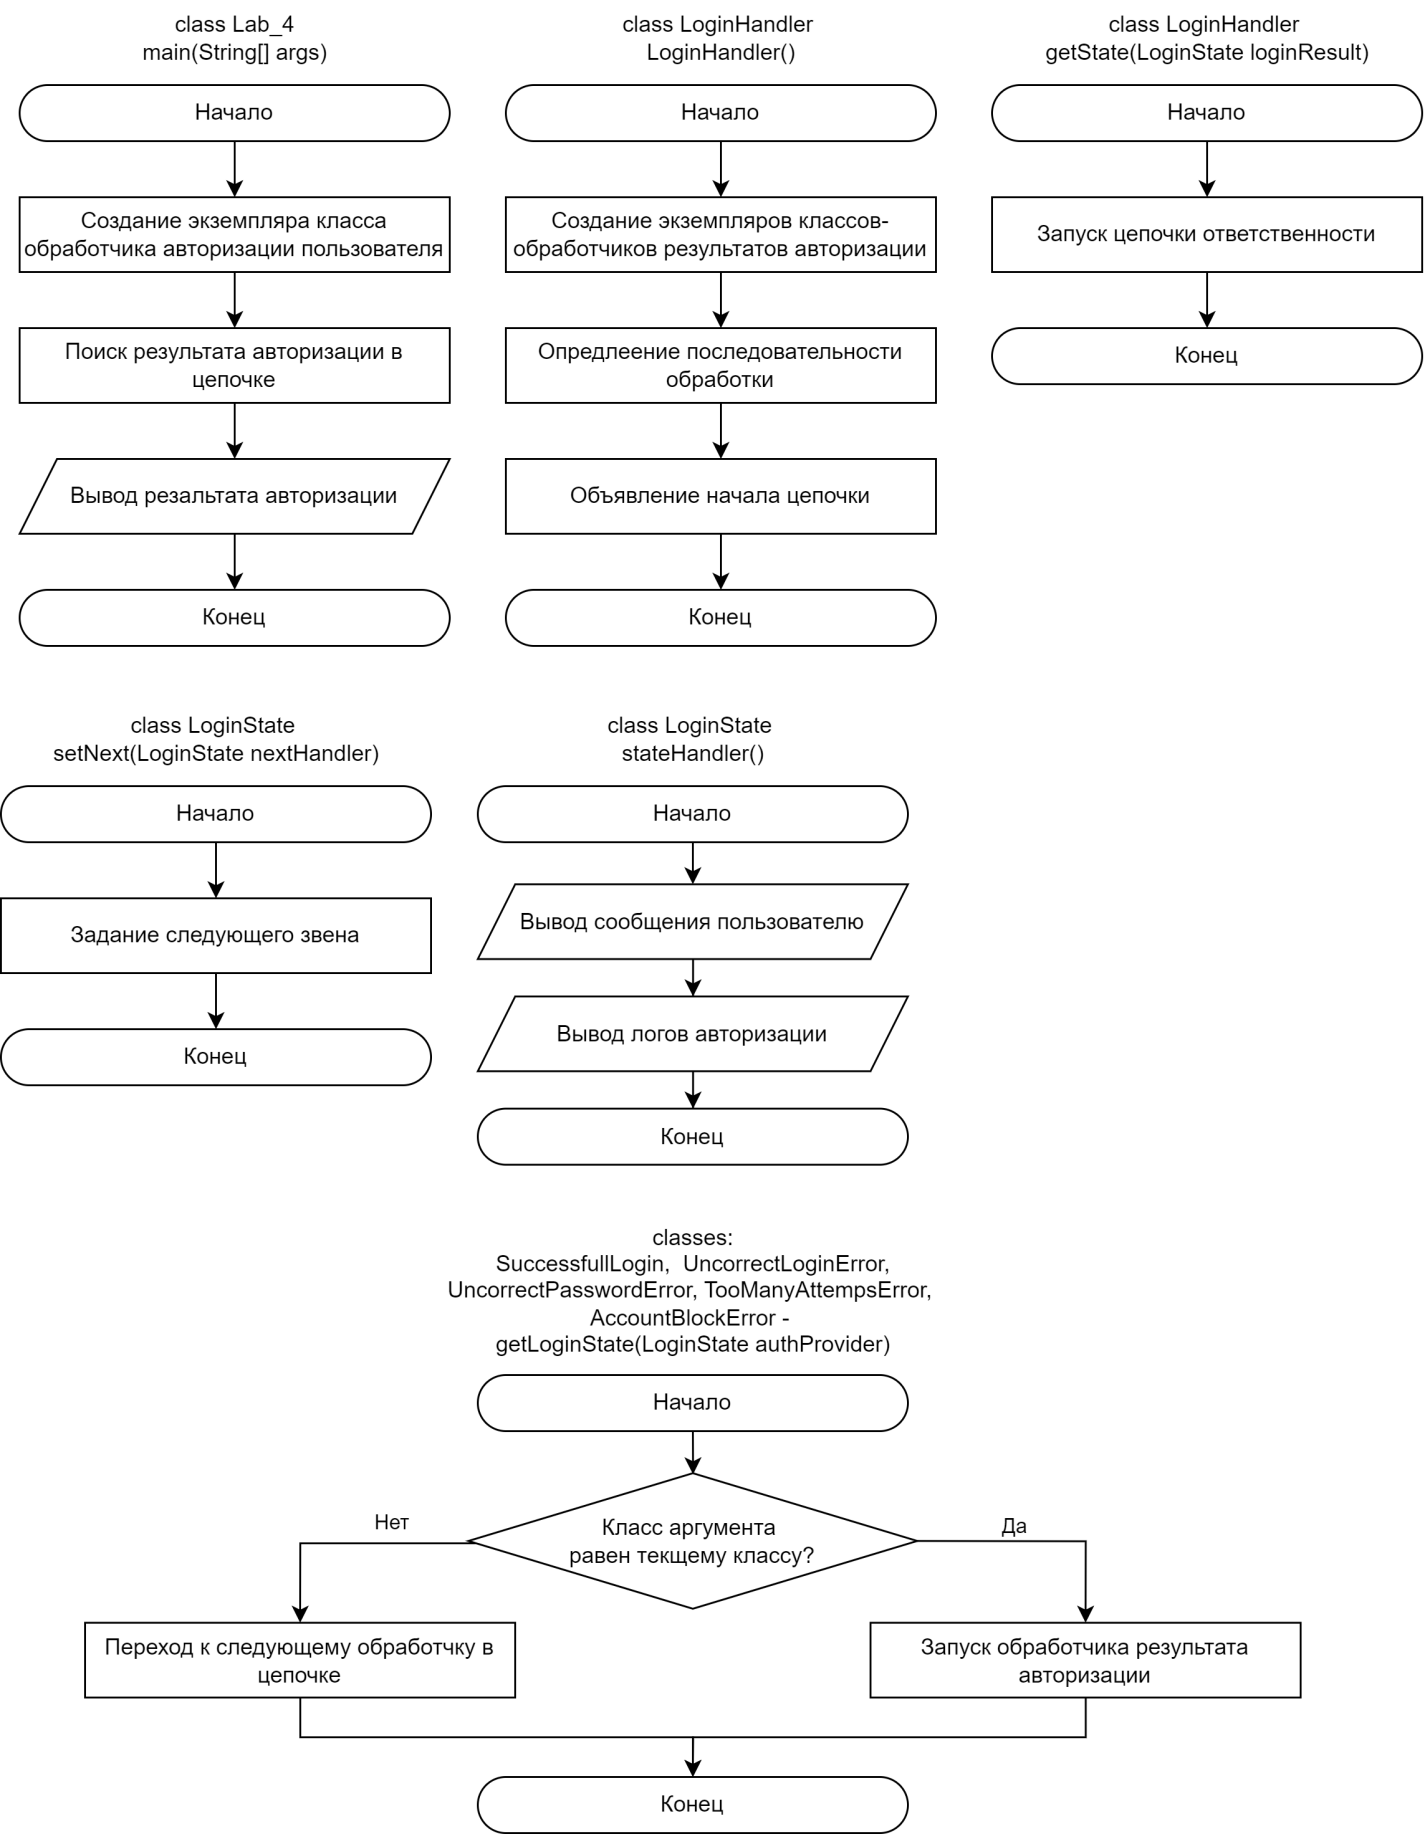 class Lab_4
main(String[] args)
Начало
Создание экземпляра класса
обработчика авторизации пользователя
Поиск результата авторизации в
цепочке
Вывод резальтата авторизации
Конец
class LoginHandler
LoginHandler()
Начало
Создание экземпляров классов-
обработчиков результатов авторизации
Опредлеение последовательности
обработки
Объявление начала цепочки
Конец
class LoginHandler
getState(LoginState loginResult)
Начало
Запуск цепочки ответственности
Конец
class LoginState
setNext(LoginState nextHandler)
Начало
Задание следующего звена
Конец
class LoginState
stateHandler()
Начало
Вывод сообщения пользователю
Вывод логов авторизации
Конец
classes:
SuccessfullLogin, UncorrectLoginError,
UncorrectPasswordError, TooManyAttempsError,
AccountBlockError -
getLoginState(LoginState authProvider)
Начало
Класс аргумента
равен текщему классу?
Нет
Да
Переход к следующему обработчку в
цепочке
Запуск обработчика результата
авторизации
Конец